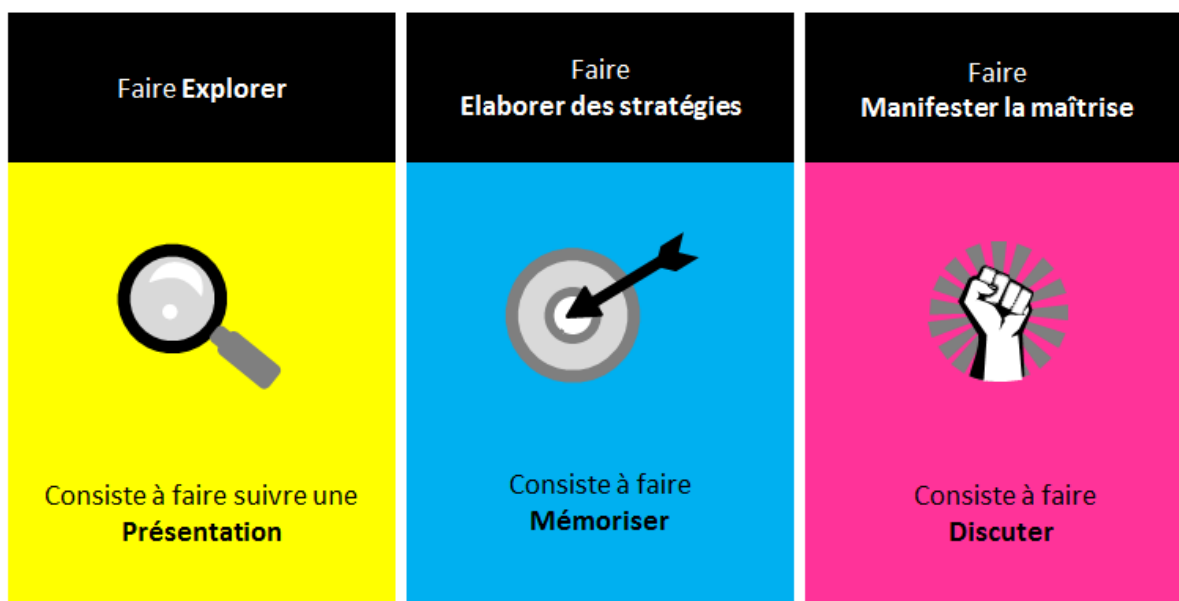 Faire Explorer
Consiste à faire suivre une
Présentation
Faire
Elaborer des stratégies
Consiste à faire
Mémoriser
Faire
Manifester la maîtrise
Consiste à faire
Discuter